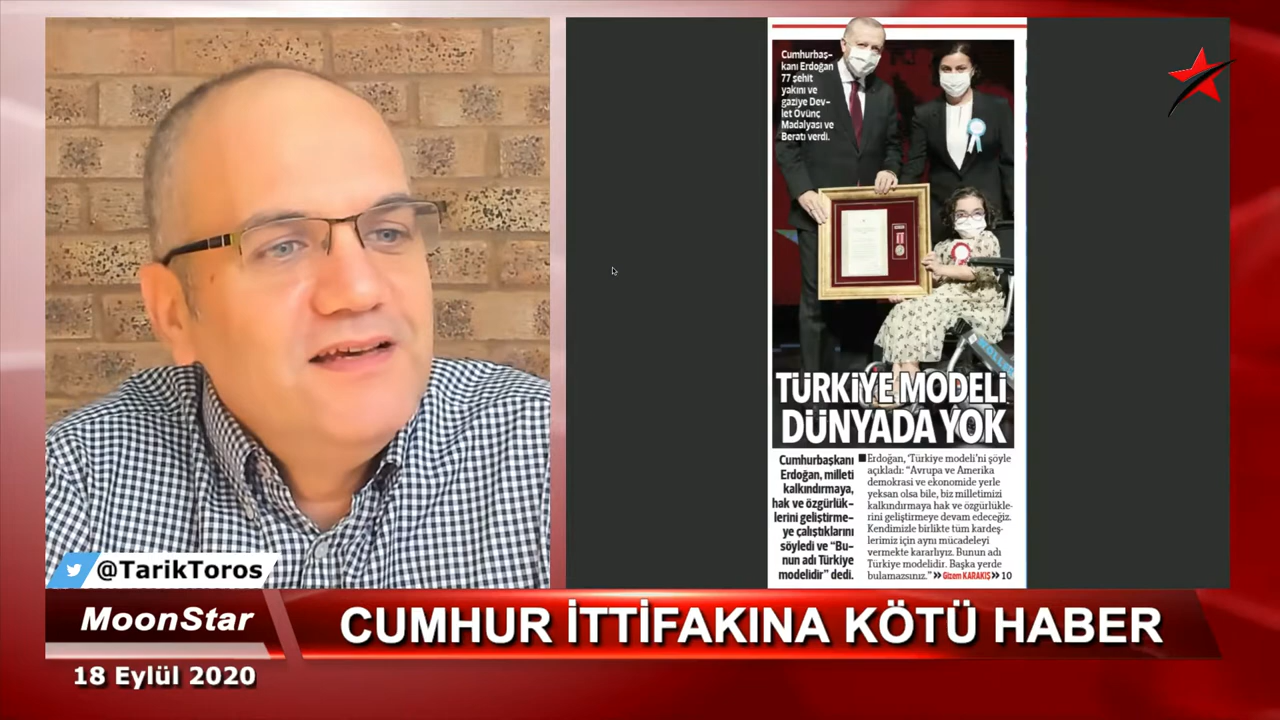 Cumhurbaş-
kanı Erdoğan
77 şehit
yakını ve
gaziye Dev-
let Övünç
Madalyası ve
Beratı verdi.
TÜRKİYE MODELİ
DÜNYADA YOK
Cumhurbaşkanı
Erdoğan, milleti
kalkındırmaya,
hak ve özgürlük-
lerini geliştirme-
ye çalıştıklarını
söyledi ve “Bu-
nun adı Türkiye
modelidir” dedi.
■ Erdoğan, ‘Türkiye modeli’ni şöyle
açıkladı: “Avrupa ve Amerika
demokrasi ve ekonomide yerle
yeksan olsa bile, biz milletimizi
kalkındırmaya hak ve özgürlükle-
rini geliştirmeye devam edeceğiz.
Kendimizle birlikte tüm kardeş-
lerimiz için aynı mücadeleyi
vermekte kararlıyız. Bunun adı
Türkiye modelidir. Başka yerde
bulamazsınız.” » Gizem KARAKIŞ » 10
@TarikToros
MoonStar
CUMHUR İTTİFAKINA KÖTÜ HABER
18 Eylül 2020